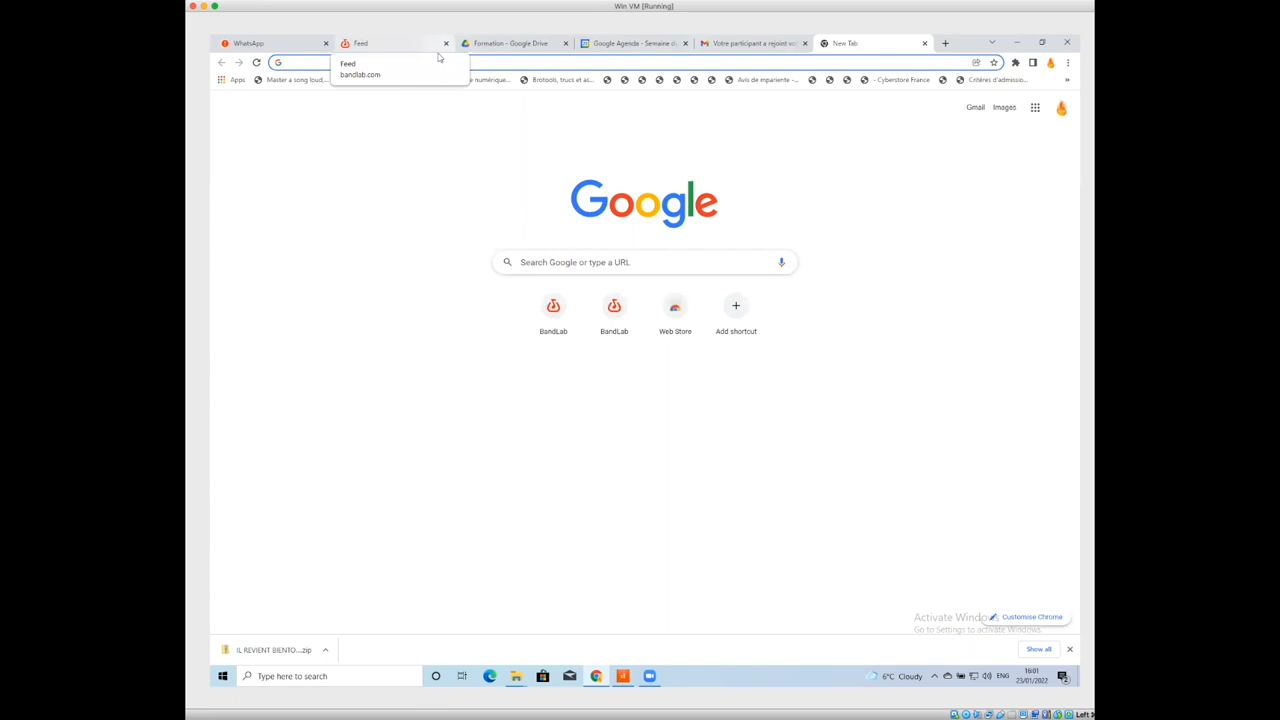 Win VM [Running]
WhatsApp
Feed
Formation - Google Drive
Google Agenda - Semaine d
Votre participant a rejoint vo
New Tab
G
Feed
bandlab.com
Apps
Master a song loud,...
e numérique...
Brotools, trucs et as...
Avis de mpariente -...
- Cyberstore France
Critères d'admissio...
»
Gmail
Images
Google
Search Google or type a URL
BandLab
BandLab
Web Store
Add shortcut
Activate Windows
Customise Chrome
Go to Settings to activate Windows.
IL REVIENT BIENTO....zip
Show all
Type here to search
6°C Cloudy
ENG
16:01
23/01/2022
2
Left